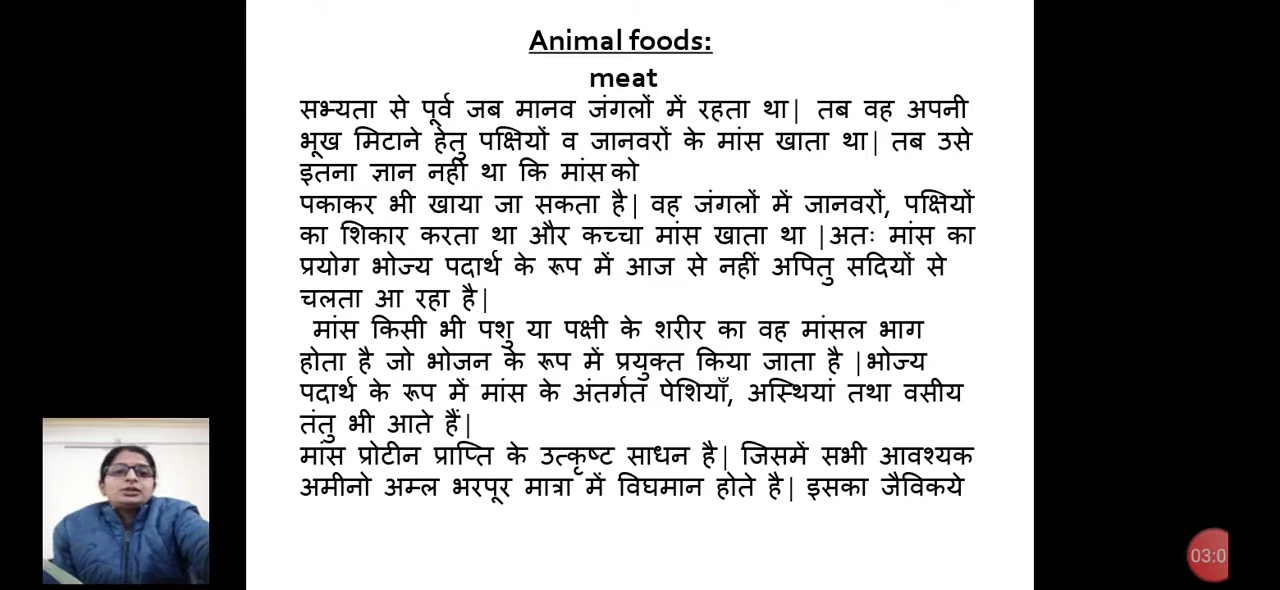 Animal foods:
meat
सभ्यता से पूर्व जब मानव जंगलों में रहता था| तब वह अपनी
भूख मिटाने हेतु पक्षियों व जानवरों के मांस खाता था| तब उसे
इतना ज्ञान नहीं था कि मांस को
पकाकर भी खाया जा सकता है| वह जंगलों में जानवरों, पक्षियों
का शिकार करता था और कच्चा मांस खाता था |अतः मांस का
प्रयोग भोज्य पदार्थ के रूप में आज से नहीं अपितु सदियों से
चलता आ रहा है|
मांस किसी भी पशु या पक्षी के शरीर का वह मांसल भाग
होता है जो भोजन के रूप में प्रयुक्त किया जाता है |भोज्य
पदार्थ के रूप में मांस के अंतर्गत पेशियाँ, अस्थियां तथा वसीय
तंतु भी आते हैं|
मांस प्रोटीन प्राप्ति के उत्कृष्ट साधन है| जिसमें सभी आवश्यक
अमीनो अम्ल भरपूर मात्रा में विघमान होते है| इसका जैविकये
03:0